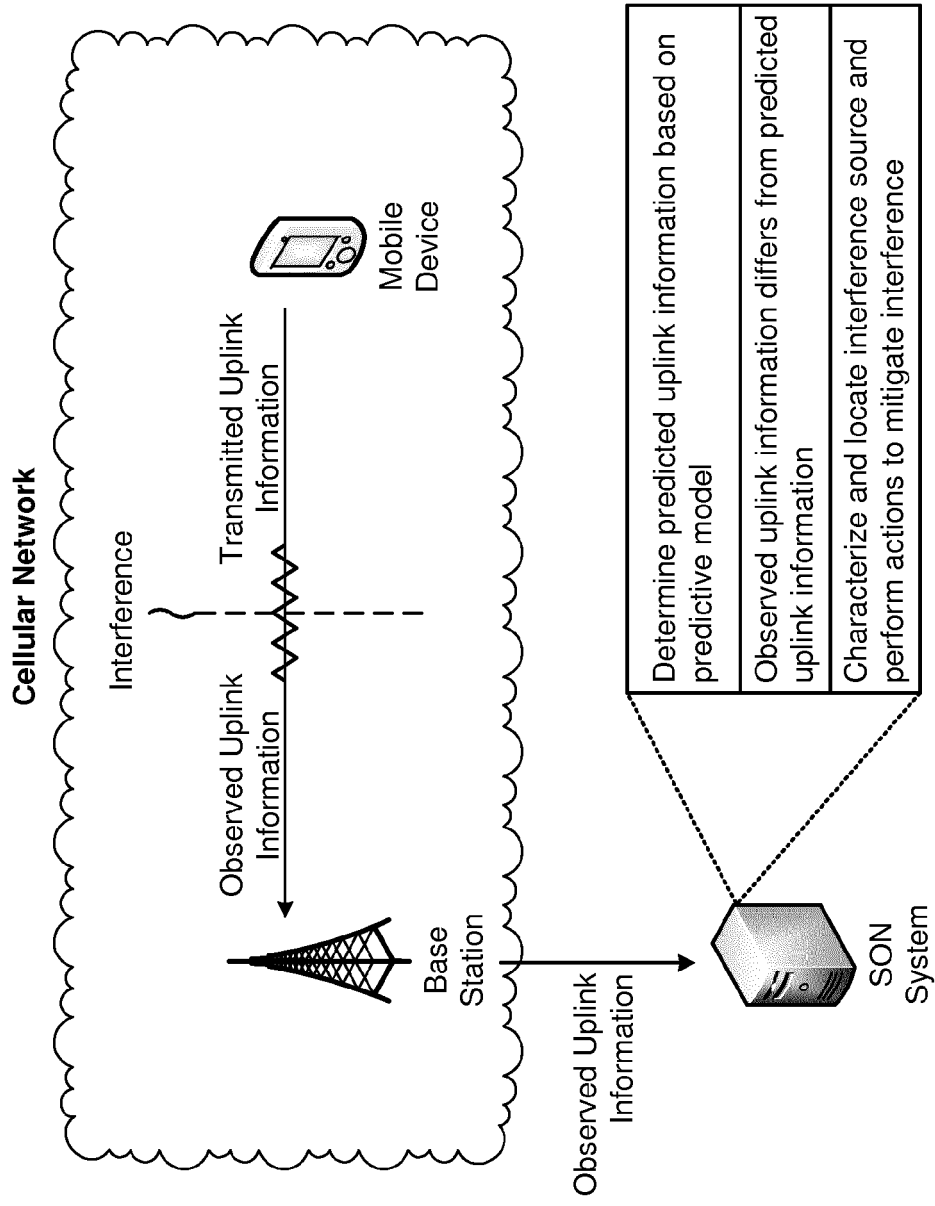 Cellular Network
Interference
Observed Uplink
Information
Transmitted Uplink
Information
Base
Station
Mobile
Device
Observed Uplink
Information
SON
System
Determine predicted uplink information based on
predictive model
Observed uplink information differs from predicted
uplink information
Characterize and locate interference source and
perform actions to mitigate interference